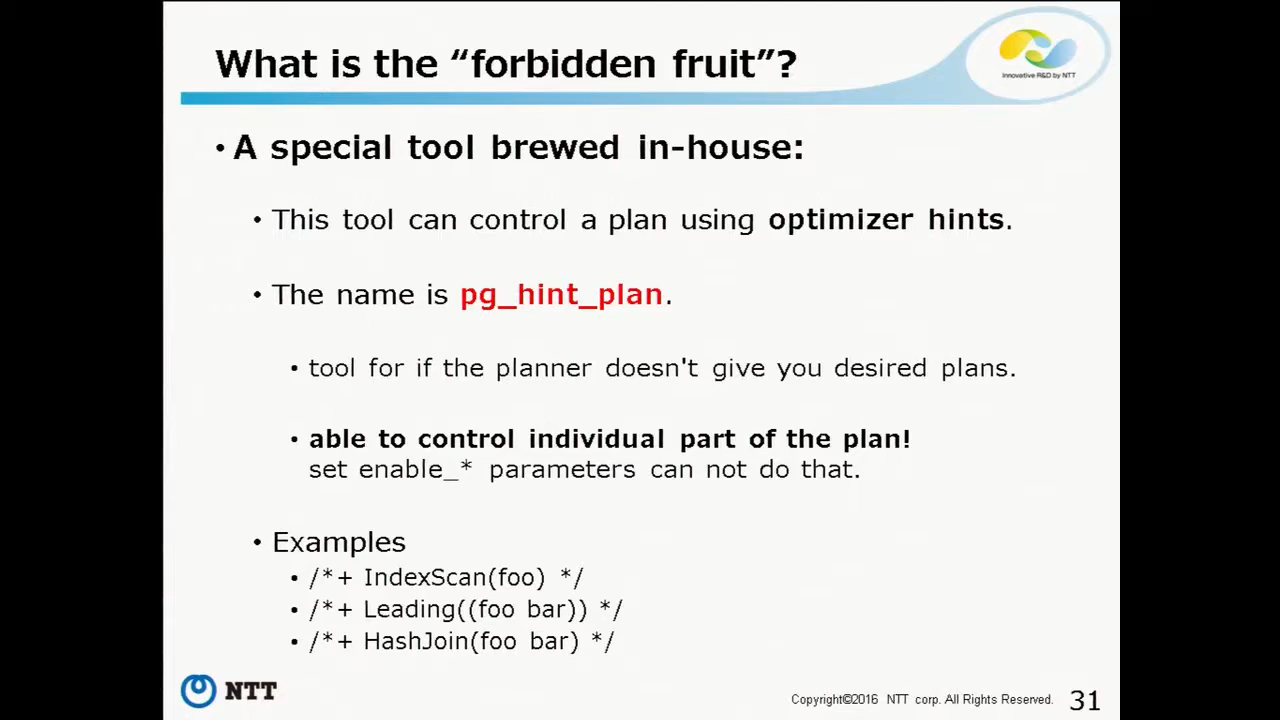 What is the “forbidden fruit”?
Innovative R&D by NTT
• A special tool brewed in-house:
• This tool can control a plan using optimizer hints.
• The name is pg_hint_plan.
• tool for if the planner doesn't give you desired plans.
• able to control individual part of the plan!
set enable_* parameters can not do that.
• Examples
• /*+ IndexScan(foo) */
• /*+ Leading((foo bar)) */
• /*+ HashJoin(foo bar) */
NTT
Copyright©2016 NTT corp. All Rights Reserved.
31